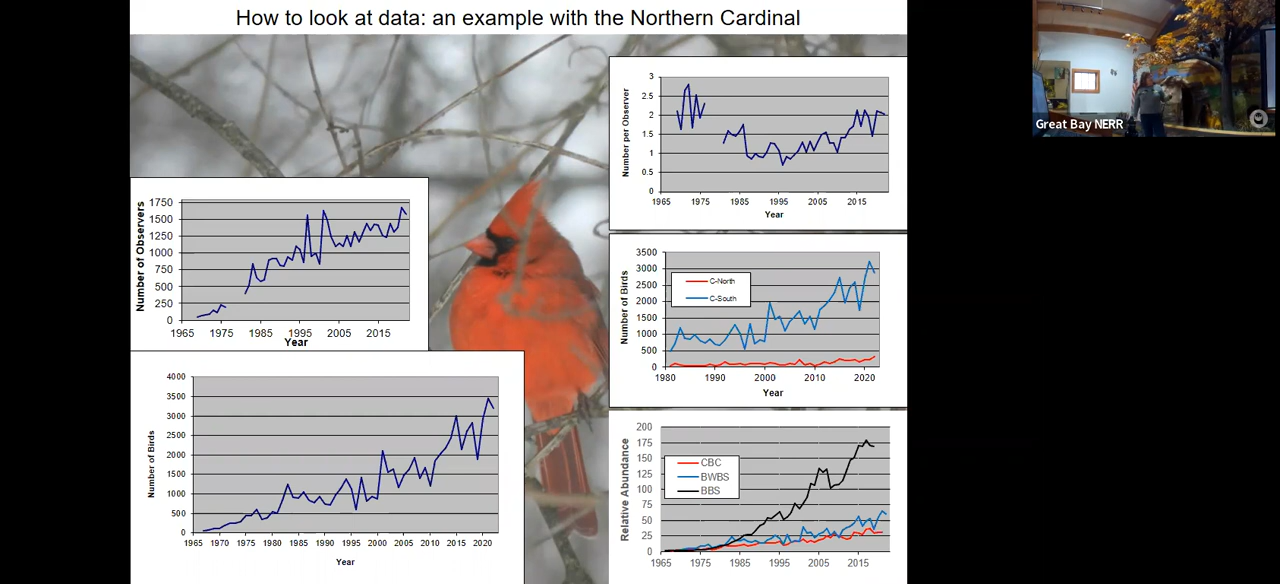 How to look at data: an example with the Northern Cardinal
Great Bay NERR
3
2.5
2
1.5
1
0.5
0
Number per Observer
1965 1975 1985 1995 2005 2015
Year
1750
1500
1250
1000
750
500
250
0
Number of Observers
1965 1975 1985 1995 2005 2015
Year
3500
3000
2500
2000
1500
1000
500
0
Number of Birds
C-North
C-South
1980 1990 2000 2010 2020
Year
4000
3500
3000
2500
2000
1500
1000
500
0
Number of Birds
1965 1970 1975 1980 1985 1990 1995 2000 2005 2010 2015 2020
Year
200
175
150
125
100
75
50
25
0
Relative Abundance
CBC
BWBS
BBS
1965 1975 1985 1995 2005 2015